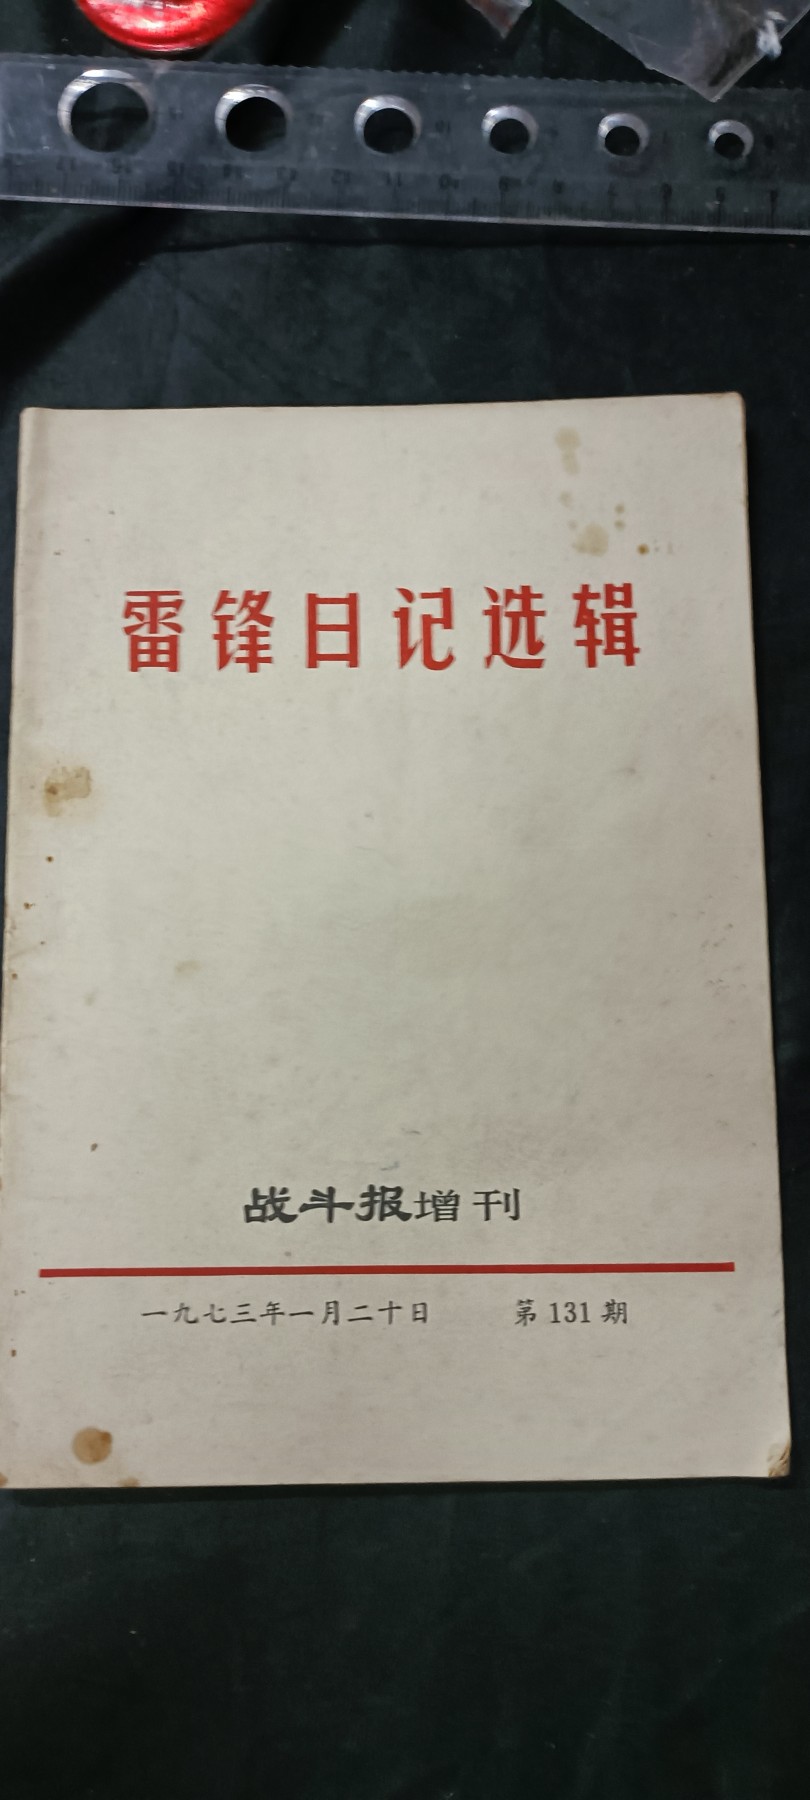 雷锋日记选辑
战斗报增刊
一九七三年一月二十日 第131期